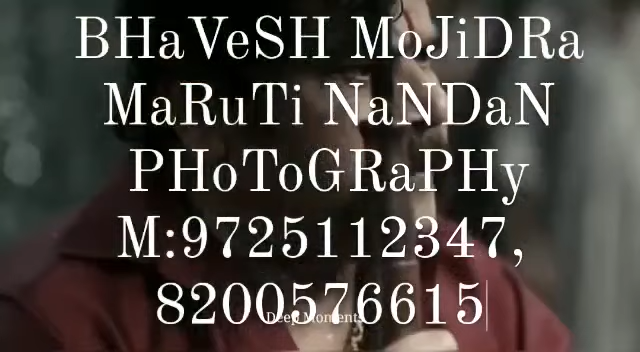 BHaVeSH MoJiDRa
MaRuTi NaNDaN
PHoToGRaPHy
M:9725112347,
8200576615
Deep Moments